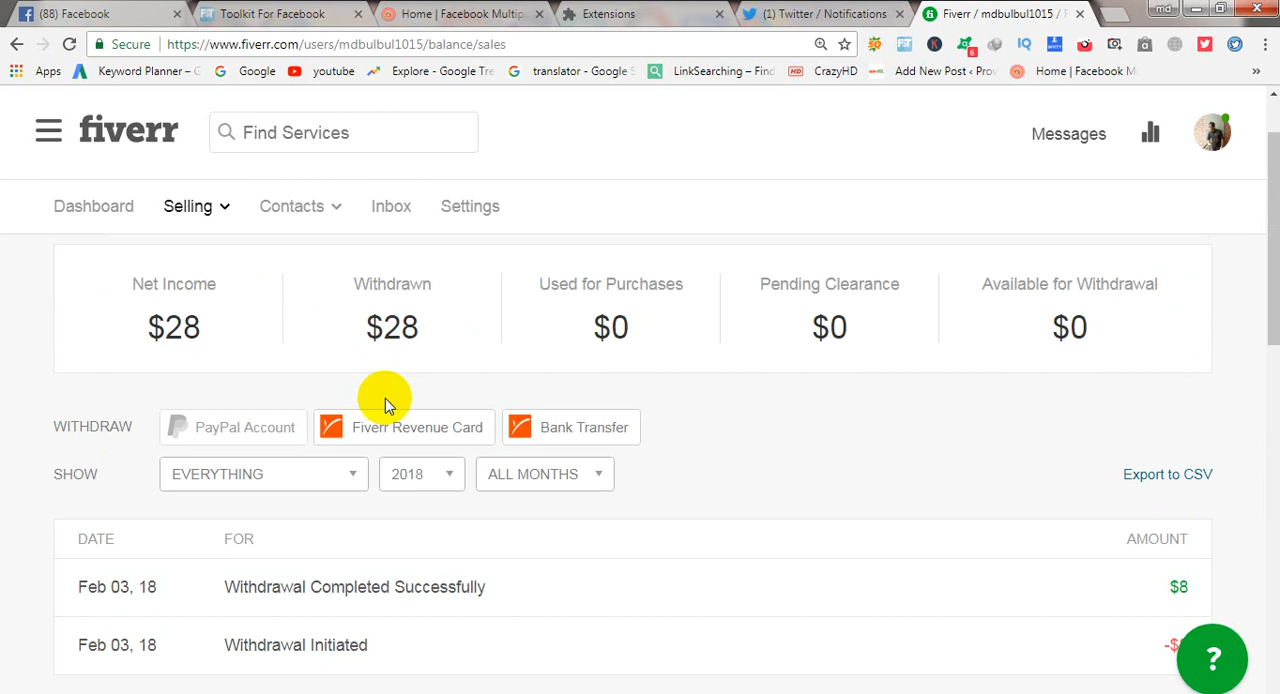 (88) Facebook
Toolkit For Facebook
Home | Facebook Multip
Extensions
(1) Twitter / Notifications
Fiverr / mdbulbul1015 /
md
Secure
https://www.fiverr.com/users/mdbulbul1015/balance/sales
Apps
Keyword Planner –
Google
youtube
Explore - Google Tre
translator - Google
LinkSearching – Find
HD
CrazyHD
Add New Post ‹ Prov
Home | Facebook M
»
fiverr
Find Services
Messages
Dashboard
Selling
Contacts
Inbox
Settings
Net Income
Withdrawn
Used for Purchases
Pending Clearance
Available for Withdrawal
$28
$28
$0
$0
$0
WITHDRAW
PayPal Account
Fiverr Revenue Card
Bank Transfer
SHOW
EVERYTHING
2018
ALL MONTHS
Export to CSV
DATE
FOR
AMOUNT
Feb 03, 18
Withdrawal Completed Successfully
$8
Feb 03, 18
Withdrawal Initiated
-$
?